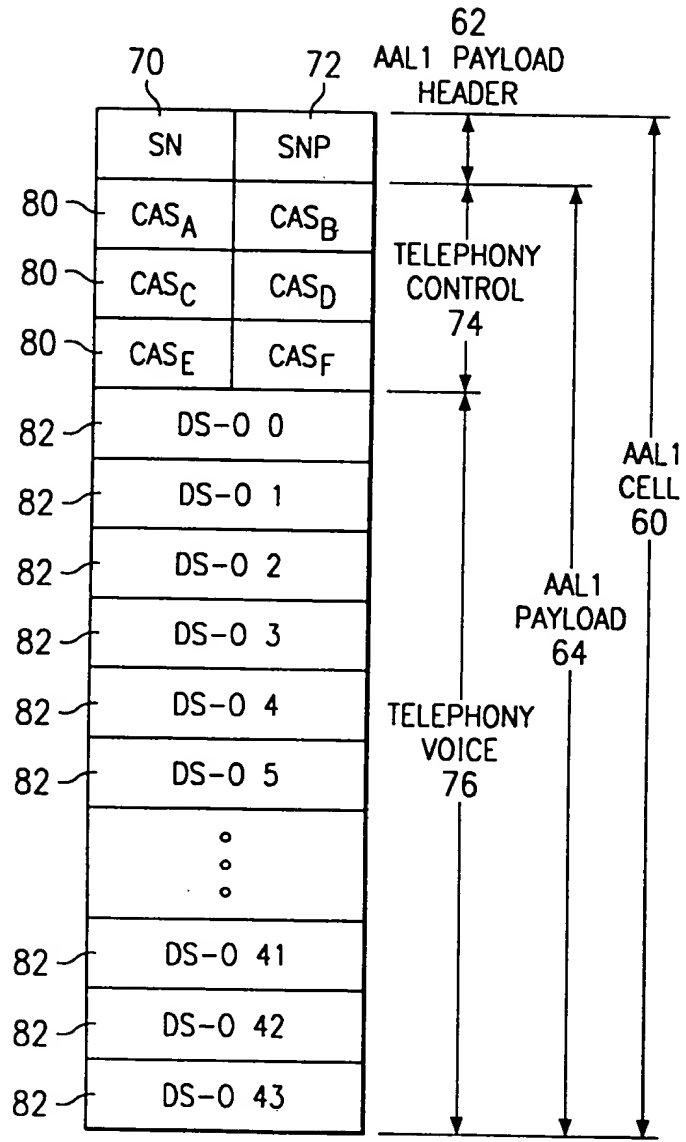 62
AAL1 PAYLOAD
HEADER
70
72
SN SNP
80 CASA CASB
80 CASC CASD
80 CASE CASF
TELEPHONY
CONTROL
74
82 DS-0 0
82 DS-0 1
82 DS-0 2
82 DS-0 3
82 DS-0 4
82 DS-0 5
82 DS-0 41
82 DS-0 42
82 DS-0 43
TELEPHONY
VOICE
76
AAL1
PAYLOAD
64
AAL1
CELL
60